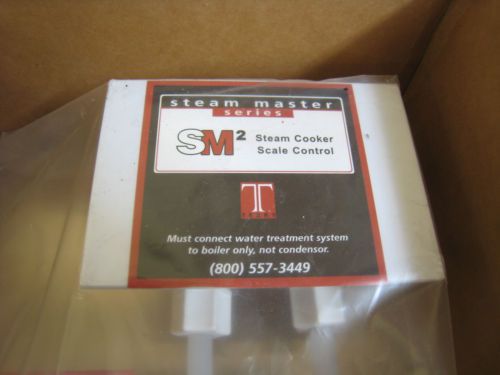 steam master
series
SM2 Steam Cooker
Scale Control
T
Must connect water treatment system
to boiler only, not condensor.
(800) 557-3449